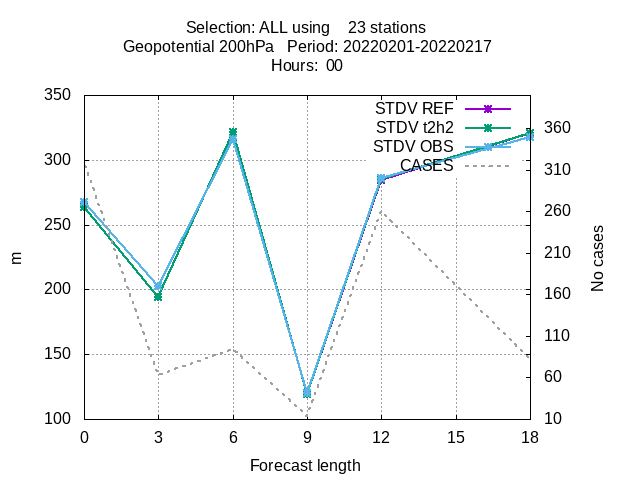 Selection: ALL using 23 stations
Geopotential 200hPa Period: 20220201-20220217
Hours: 00
STDV REF
STDV t2h2
STDV OBS
CASES
350
300
250
200
150
100
m
360
310
260
210
160
110
60
10
No cases
0 3 6 9 12 15 18
Forecast length